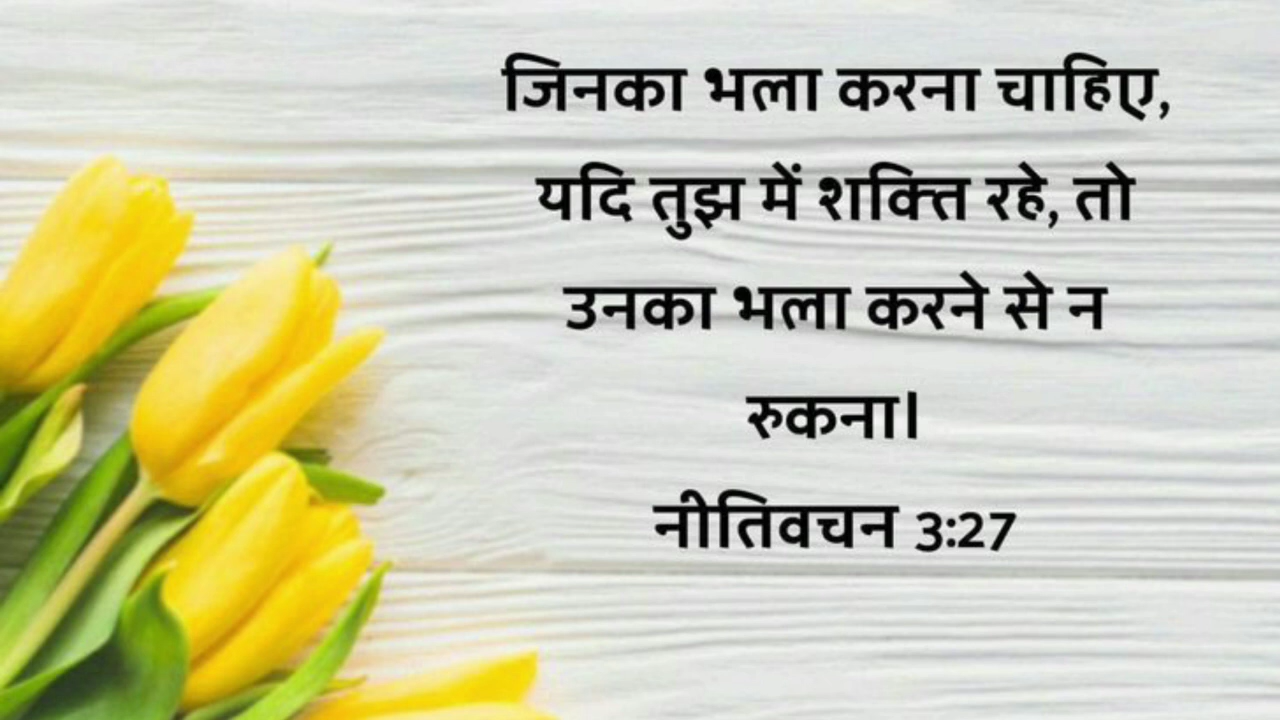 जिनका भला करना चाहिए,
यदि तुझ में शक्ति रहे, तो
उनका भला करने से न
रुकना।
नीतिवचन 3:27